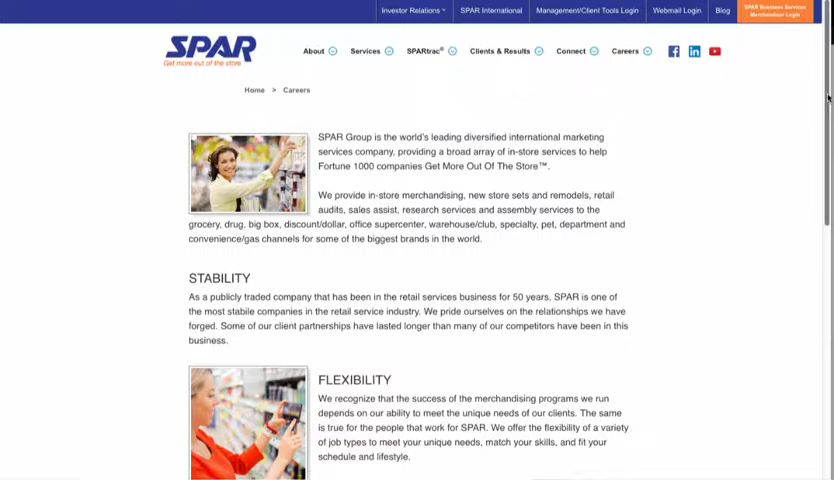 Investor Relations
SPAR International
Management/Client Tools Login
Webmail Login
Blog
SPAR Business Services
Merchandiser Login
SPAR
Get more out of the store.
About
Services
SPARtrac®
Clients & Results
Connect
Careers
Home > Careers
SPAR Group is the world's leading diversified international marketing
services company, providing a broad array of in-store services to help
Fortune 1000 companies Get More Out Of The Store™.
We provide in-store merchandising, new store sets and remodels, retail
audits, sales assist, research services and assembly services to the
grocery, drug, big box, discount/dollar, office supercenter, warehouse/club, specialty, pet, department and
convenience/gas channels for some of the biggest brands in the world.
STABILITY
As a publicly traded company that has been in the retail services business for 50 years, SPAR is one of
the most stabile companies in the retail service industry. We pride ourselves on the relationships we have
forged. Some of our client partnerships have lasted longer than many of our competitors have been in this
business.
FLEXIBILITY
We recognize that the success of the merchandising programs we run
depends on our ability to meet the unique needs of our clients. The same
is true for the people that work for SPAR. We offer the flexibility of a variety
of job types to meet your unique needs, match your skills, and fit your
schedule and lifestyle.